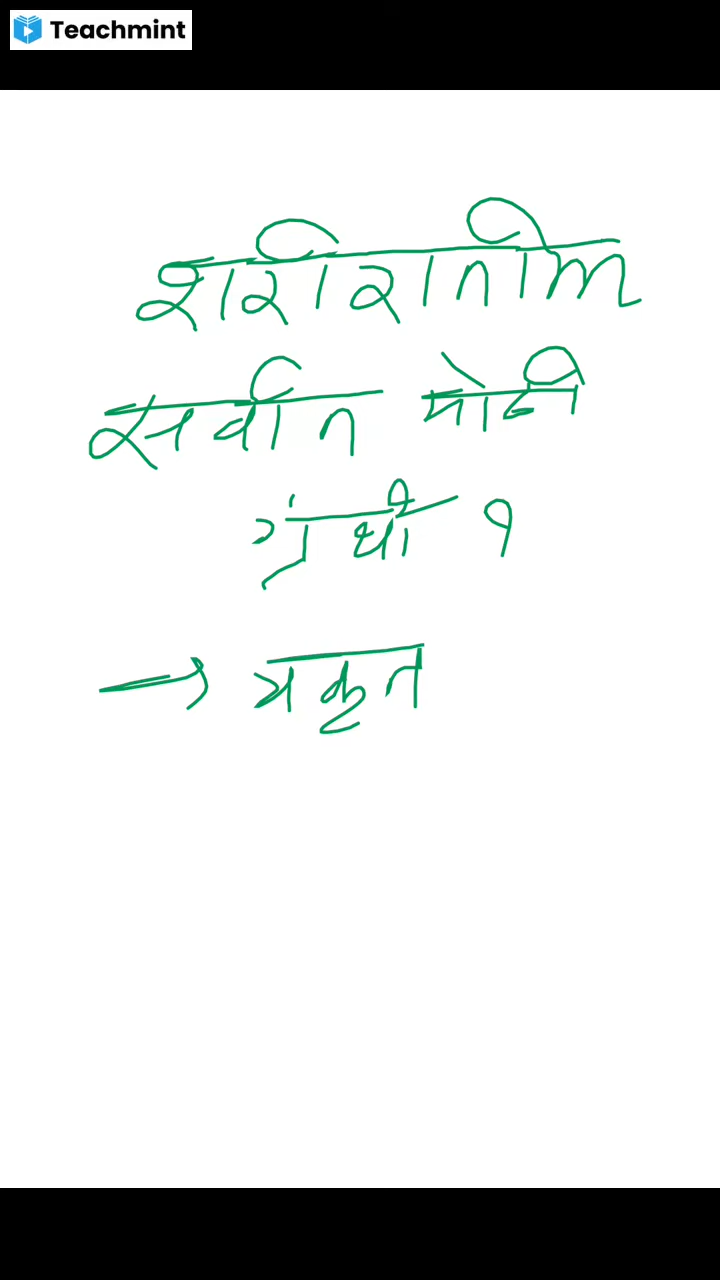 Teachmint
शरीरातील
सर्वात मोठी
ग्रंथी ?
→ यकृत